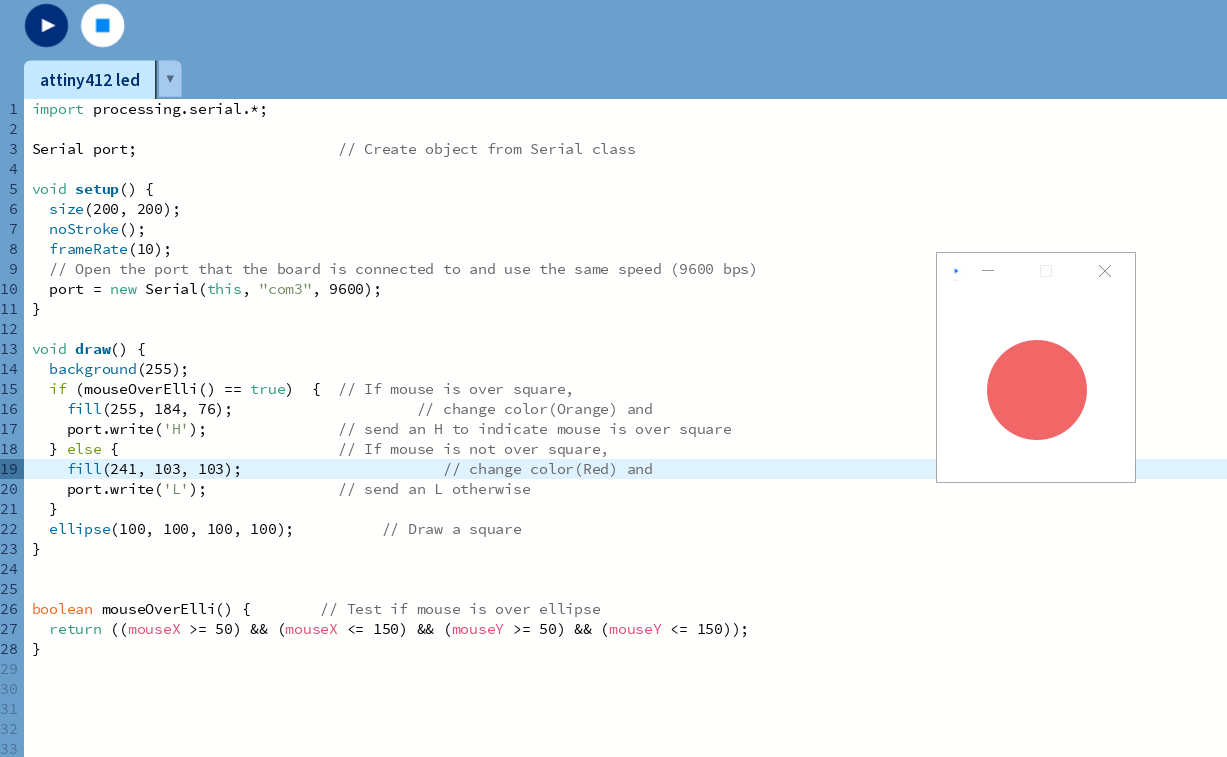 attiny412 led
1 import processing.serial.*;
2
3 Serial port; // Create object from Serial class
4
5 void setup() {
6 size(200, 200);
7 noStroke();
8 frameRate(10);
9 // Open the port that the board is connected to and use the same speed (9600 bps)
10 port = new Serial(this, "com3", 9600);
11 }
12
13 void draw() {
14 background(255);
15 if (mouseOverElli() == true) { // If mouse is over square,
16 fill(255, 184, 76); // change color(Orange) and
17 port.write('H'); // send an H to indicate mouse is over square
18 } else { // If mouse is not over square,
19 fill(241, 103, 103); // change color(Red) and
20 port.write('L'); // send an L otherwise
21 }
22 ellipse(100, 100, 100, 100); // Draw a square
23 }
24
25
26 boolean mouseOverElli() { // Test if mouse is over ellipse
27 return ((mouseX >= 50) && (mouseX <= 150) && (mouseY >= 50) && (mouseY <= 150));
28 }
29
30
31
32
33